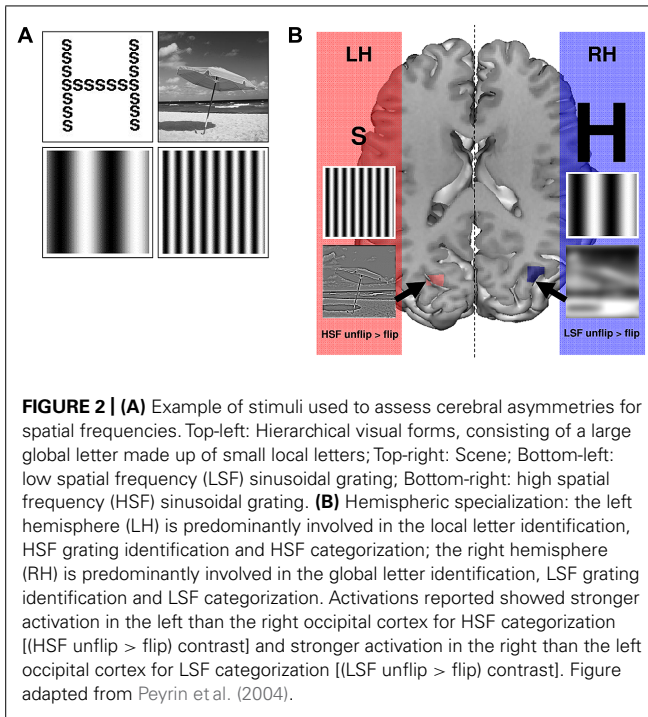 A
S S
S S
S S
SSSSSSS
S S
S S
S S
B
LH
RH
S
H
HSF unflip > flip
LSF unflip > flip
FIGURE 2 | (A) Example of stimuli used to assess cerebral asymmetries for
spatial frequencies. Top-left: Hierarchical visual forms, consisting of a large
global letter made up of small local letters; Top-right: Scene; Bottom-left:
low spatial frequency (LSF) sinusoidal grating; Bottom-right: high spatial
frequency (HSF) sinusoidal grating. (B) Hemispheric specialization: the left
hemisphere (LH) is predominantly involved in the local letter identification,
HSF grating identification and HSF categorization; the right hemisphere
(RH) is predominantly involved in the global letter identification, LSF grating
identification and LSF categorization. Activations reported showed stronger
activation in the left than the right occipital cortex for HSF categorization
[(HSF unflip > flip) contrast] and stronger activation in the right than the left
occipital cortex for LSF categorization [(LSF unflip > flip) contrast]. Figure
adapted from Peyrin et al. (2004).